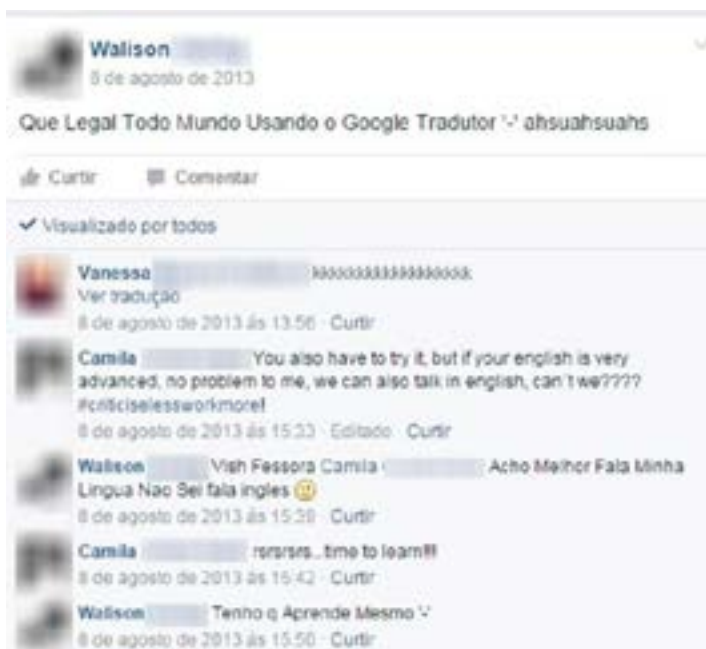 Walison
8 de agosto de 2013
Que Legal Todo Mundo Usando o Google Tradutor '-' ahsuahsuahs
Curtir Comentar
Visualizado por todos
Vanessa
Ver tradução
8 de agosto de 2013 às 13:56 · Curtir
Camila You also have to try it, but if your english is very
advanced, no problem to me, we can also talk in english, can´t we????
#criticiselessworkmore!
8 de agosto de 2013 às 15:33 · Editado · Curtir
Walison Vish Fessora Camila Acho Melhor Fala Minha
Lingua Nao Sei fala ingles
8 de agosto de 2013 às 15:39 · Curtir
Camila rsrsrsrs...time to learn!!!
8 de agosto de 2013 às 15:42 · Curtir
Walison Tenho q Aprende Mesmo '-'
8 de agosto de 2013 às 15:50 · Curtir